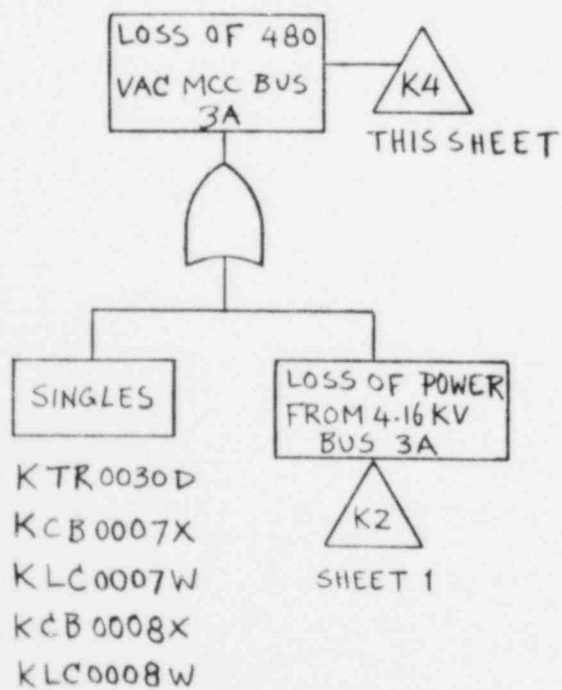 LOSS OF 480
VAC MCC BUS
3A
K4
THIS SHEET
SINGLES
LOSS OF POWER
FROM 4.16 KV
BUS 3A
K2
SHEET 1
KTR0030D
KCB0007X
KLC0007W
KCB0008X
KLC0008W